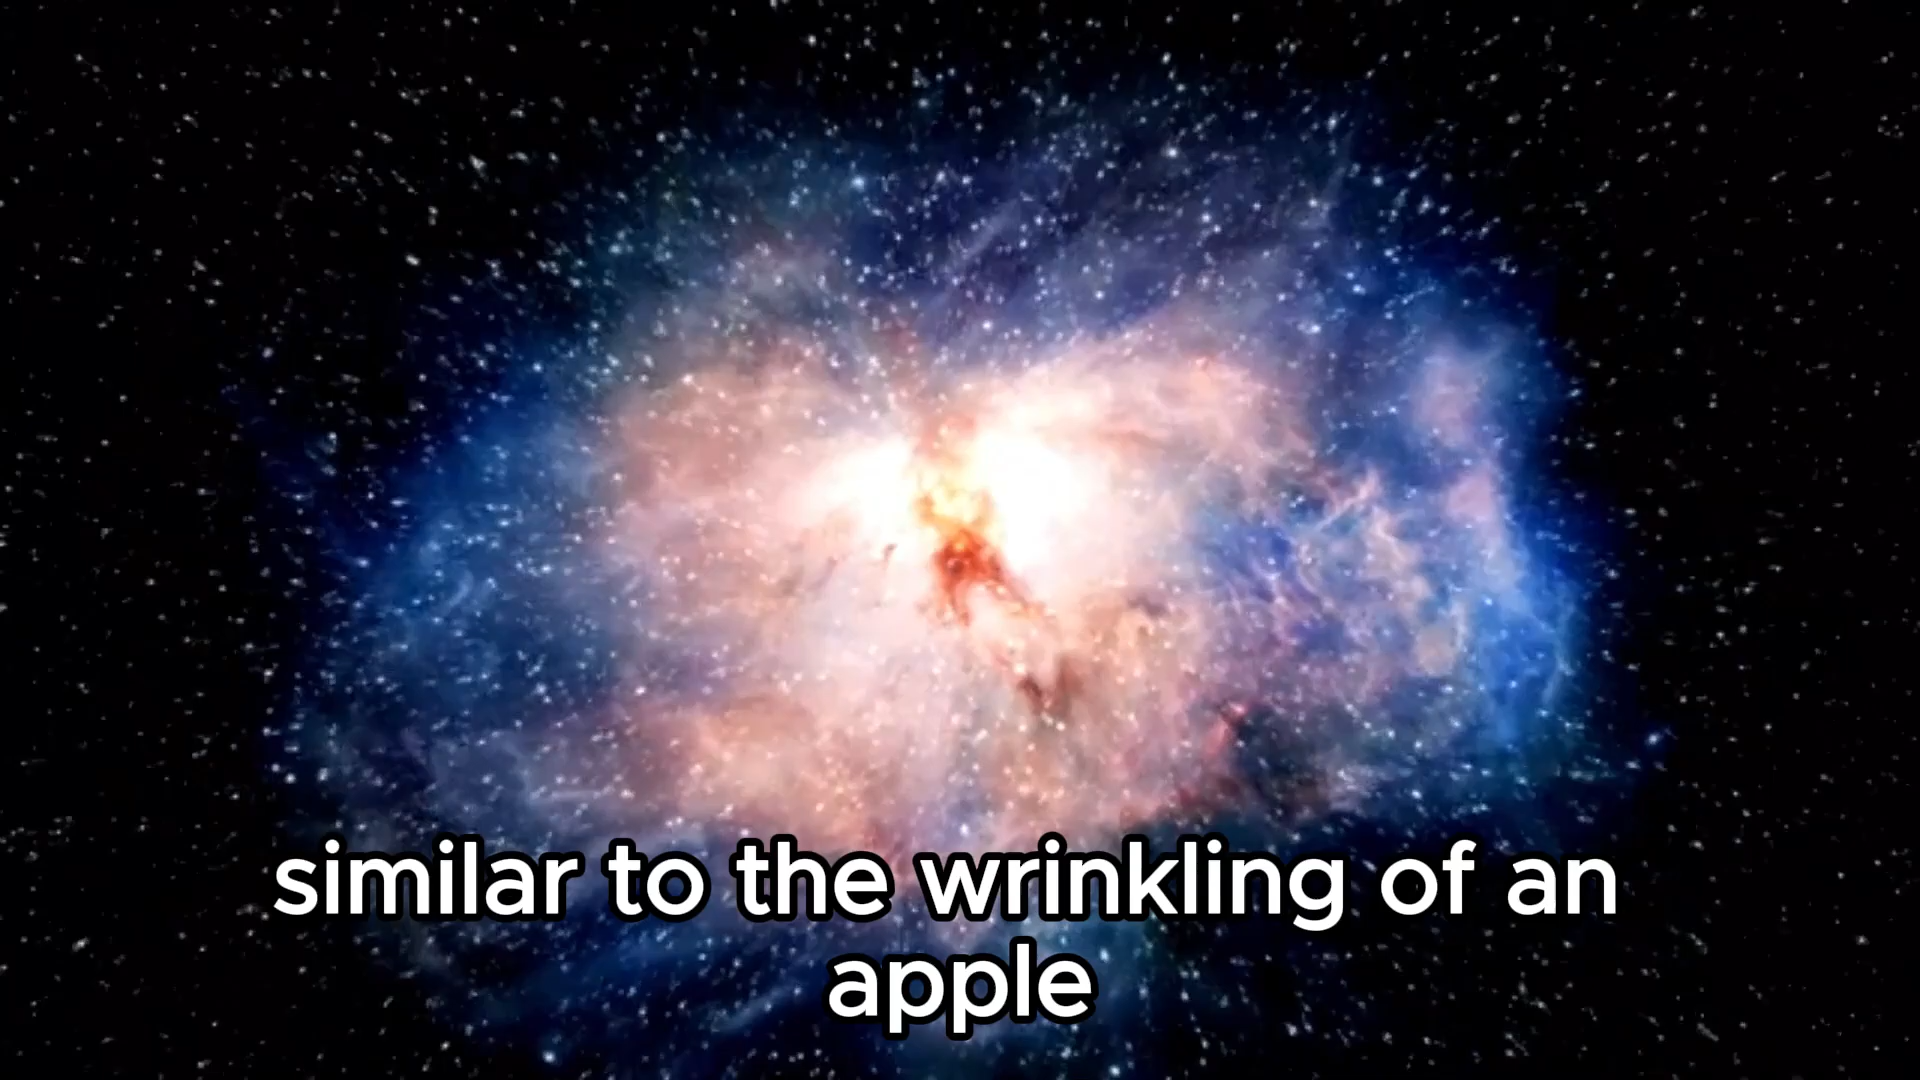 similar to the wrinkling of an
apple